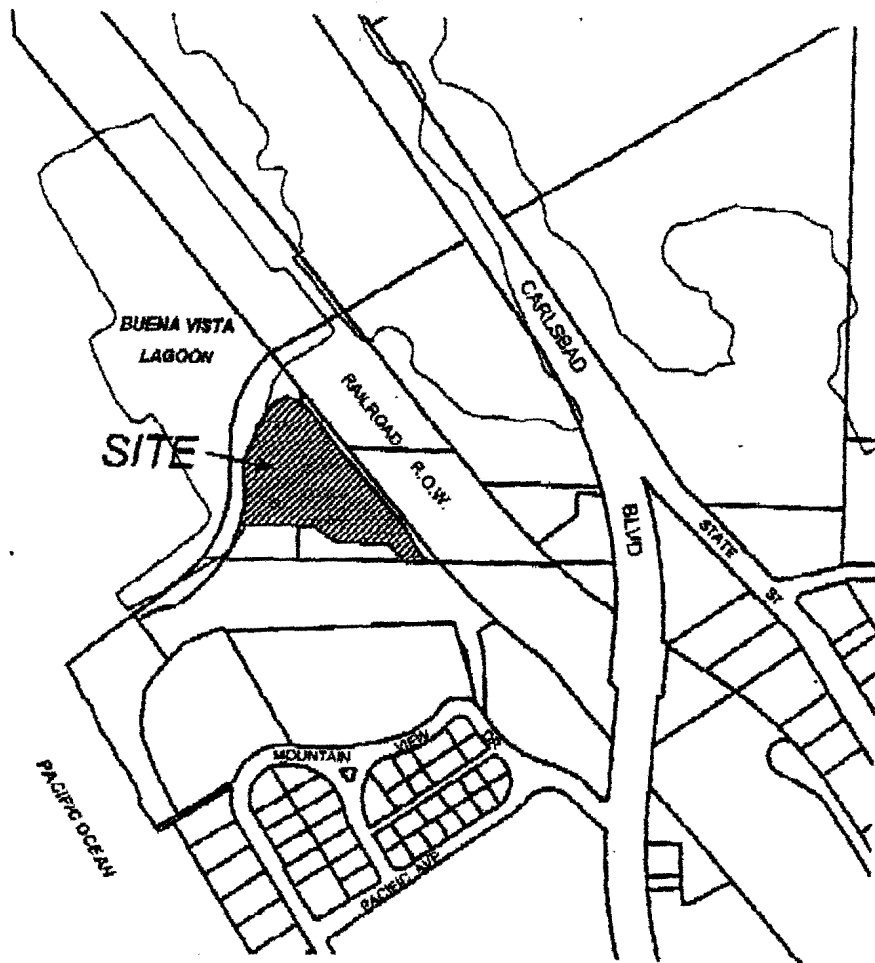 CARLSBAD
BUENA VISTA
LAGOON
RAILROAD
R.O.W.
SITE
BLVD
STATE
ST
MOUNTAIN
VIEW
DR
PACIFIC AVE
PACIFIC OCEAN